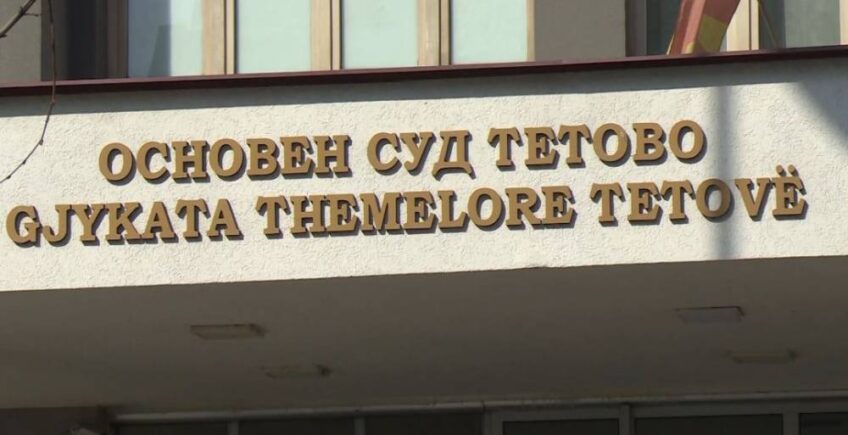 ОСНОВЕН СУД ТЕТОВО
GJYKATA THEMELORE TETOVË